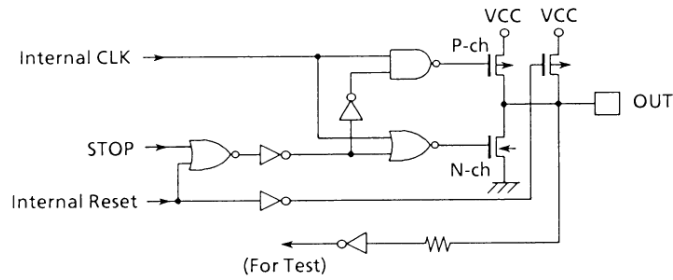 VCC VCC
P-ch
Internal CLK
OUT
STOP
N-ch
Internal Reset
(For Test)